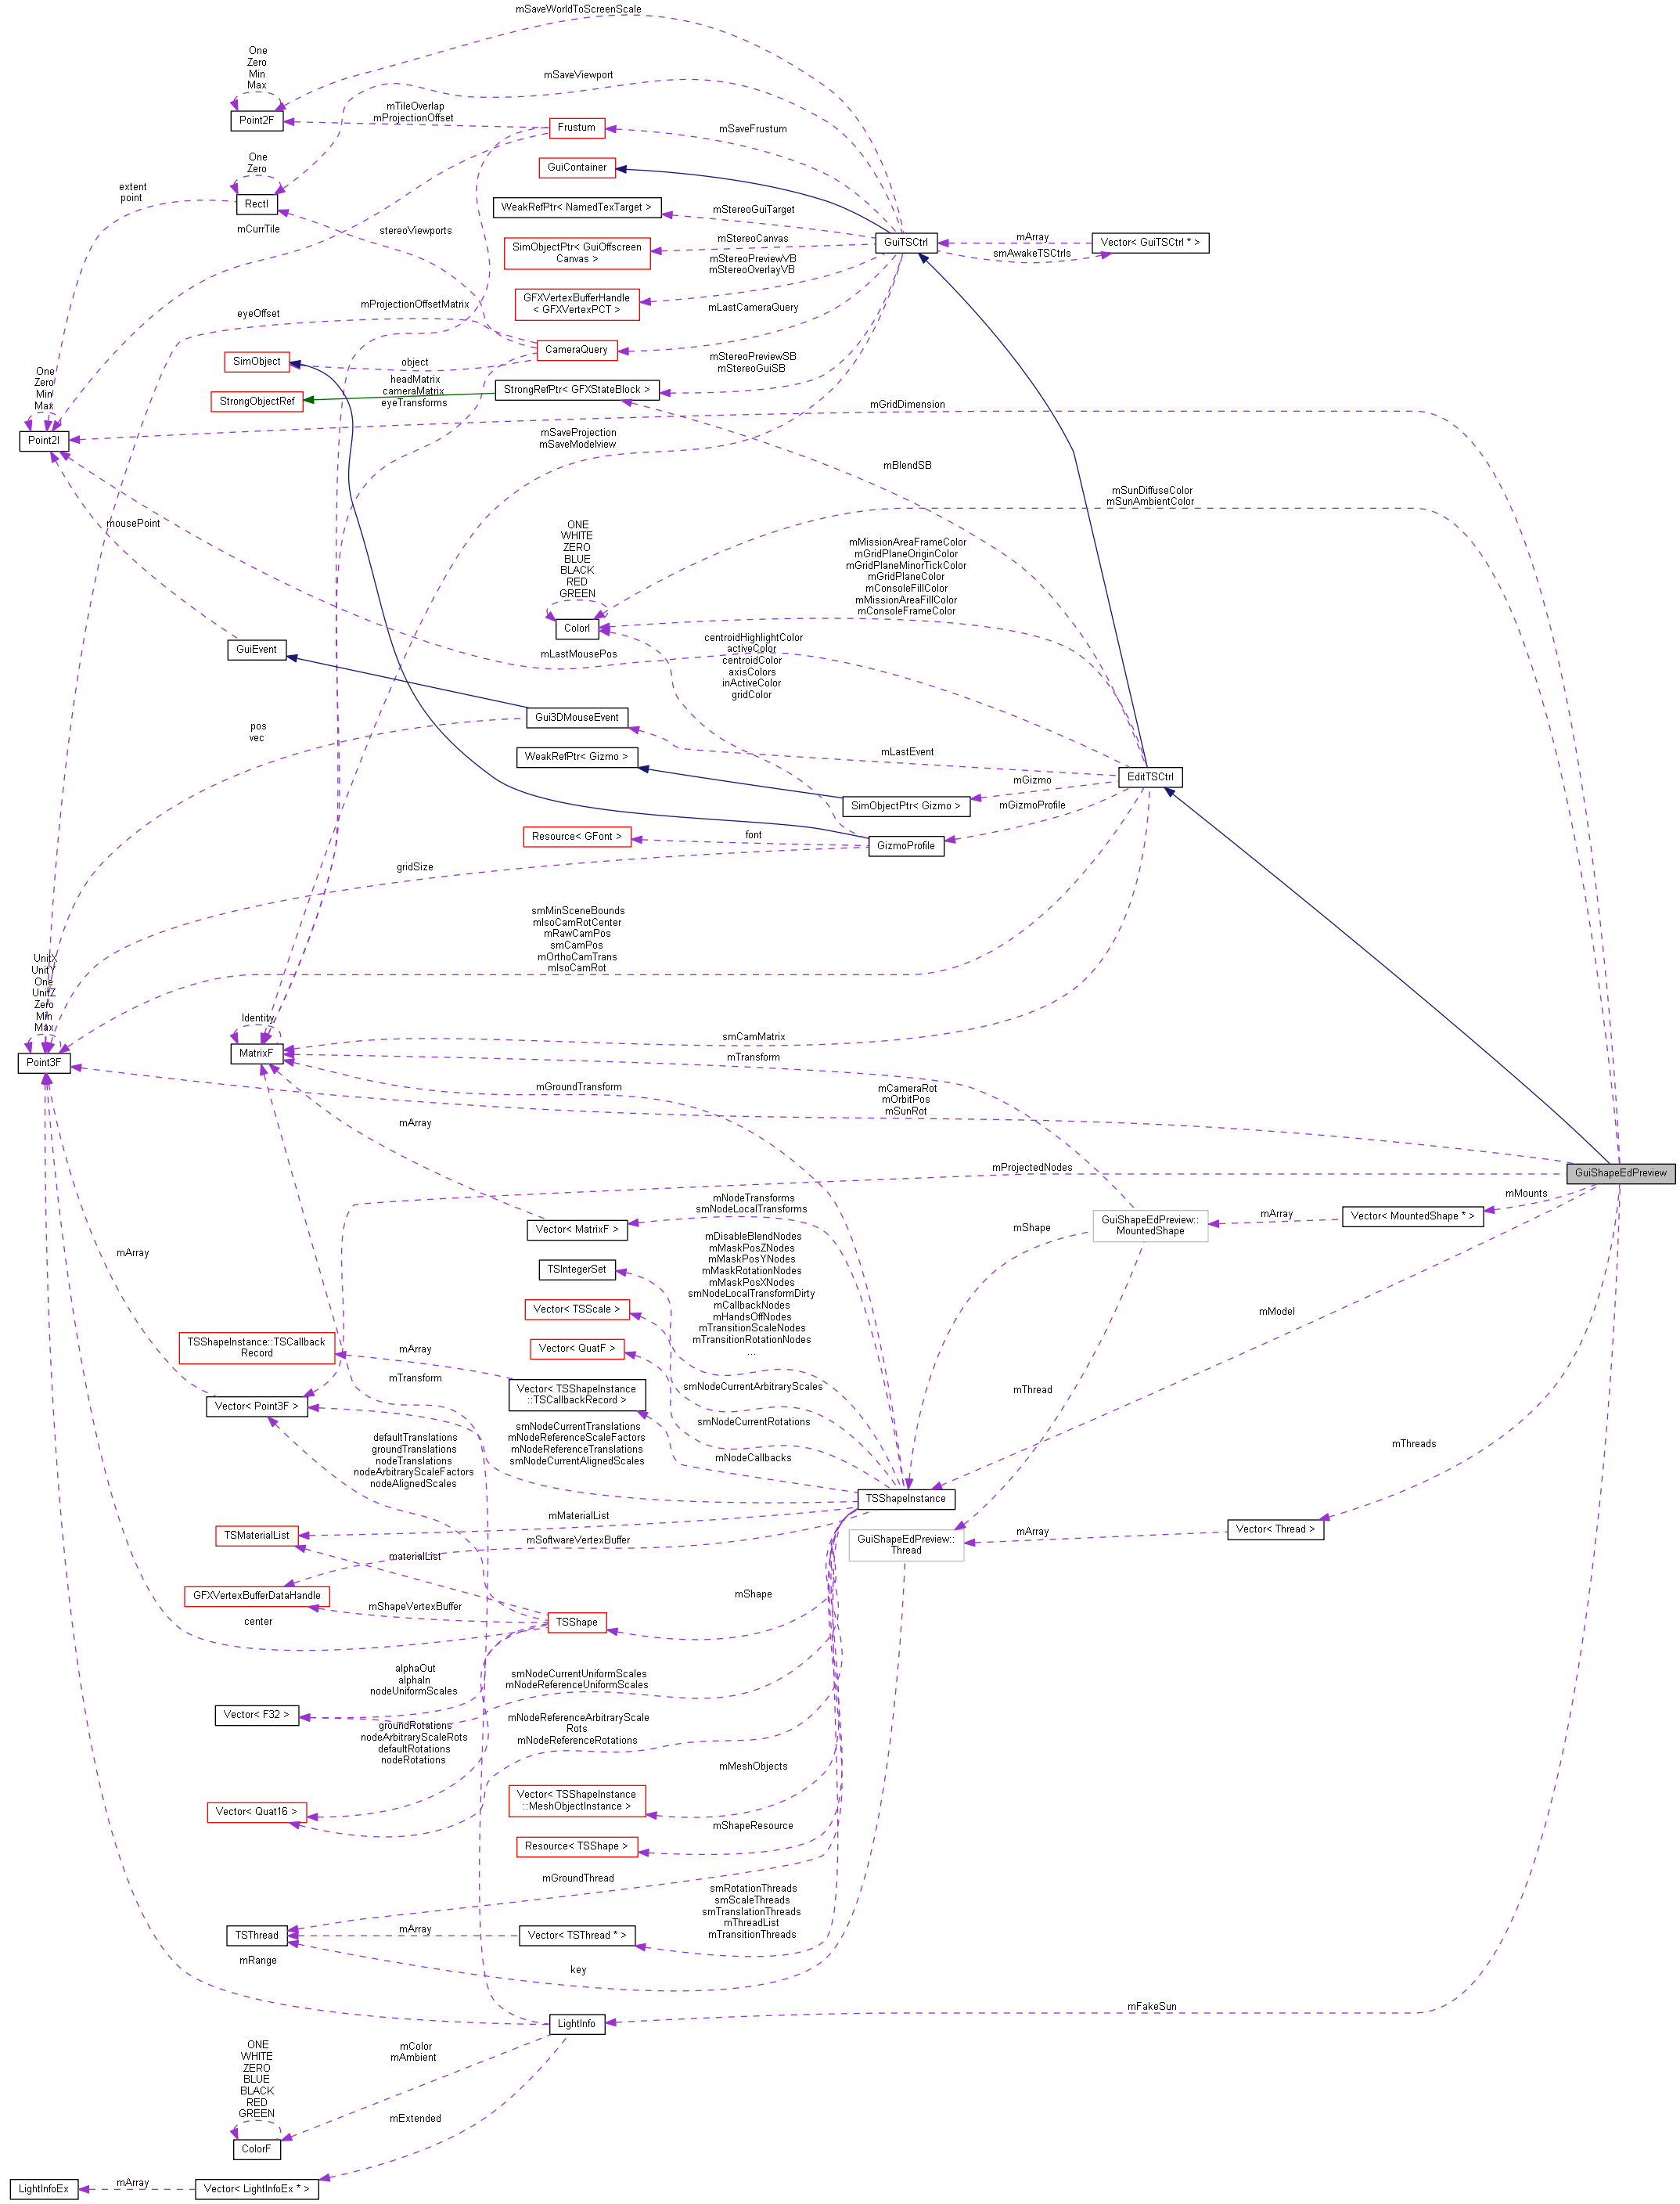 mSaveWorldToScreenScale
One
Zero
Min
Max
mSaveViewport
mTileOverlap
mProjectionOffset
Point2F
Frustum
mSaveFrustum
One
Zero
GuiContainer
extent
point
RectI
WeakRefPtr< NamedTexTarget >
mStereoGuiTarget
mCurrTile
stereoViewports
SimObjectPtr< GuiOffscreen
Canvas >
mStereoCanvas
GuiTSCtrl
mArray
smAwakeTSCtrls
Vector< GuiTSCtrl * >
mStereoPreviewVB
mStereoOverlayVB
GFXVertexBufferHandle
< GFXVertexPCT >
mProjectionOffsetMatrix
eyeOffset
mLastCameraQuery
CameraQuery
SimObject
object
mStereoPreviewSB
mStereoGuiSB
One
Zero
Min
Max
headMatrix
cameraMatrix
eyeTransforms
StrongRefPtr< GFXStateBlock >
StrongObjectRef
mGridDimension
Point2I
mSaveProjection
mSaveModelview
mBlendSB
mSunDiffuseColor
mSunAmbientColor
mousePoint
ONE
WHITE
ZERO
BLUE
BLACK
RED
GREEN
mMissionAreaFrameColor
mGridPlaneOriginColor
mGridPlaneMinorTickColor
mGridPlaneColor
mConsoleFillColor
mMissionAreaFillColor
mConsoleFrameColor
ColorI
GuiEvent
mLastMousePos
centroidHighlightColor
activeColor
centroidColor
axisColors
inActiveColor
gridColor
Gui3DMouseEvent
pos
vec
mLastEvent
WeakRefPtr< Gizmo >
EditTSCtrl
mGizmo
SimObjectPtr< Gizmo >
mGizmoProfile
Resource< GFont >
font
GizmoProfile
gridSize
smMinSceneBounds
mIsoCamRotCenter
mRawCamPos
smCamPos
mOrthoCamTrans
mIsoCamRot
UnitX
UnitY
One
UnitZ
Zero
Min
Max
Identity
smCamMatrix
Point3F
MatrixF
mTransform
mGroundTransform
mCameraRot
mOrbitPos
mSunRot
mArray
mProjectedNodes
GuiShapeEdPreview
mMounts
mNodeTransforms
smNodeLocalTransforms
mShape
GuiShapeEdPreview::
MountedShape
mArray
Vector< MountedShape * >
Vector< MatrixF >
mArray
TSIntegerSet
mDisableBlendNodes
mMaskPosZNodes
mMaskPosYNodes
mMaskRotationNodes
mMaskPosXNodes
smNodeLocalTransformDirty
mCallbackNodes
mHandsOffNodes
mTransitionScaleNodes
mTransitionRotationNodes
...
mModel
Vector< TSScale >
TSShapeInstance::TSCallback
Record
mArray
Vector< QuatF >
mTransform
Vector< TSShapeInstance
::TSCallbackRecord >
smNodeCurrentArbitraryScales
mThread
Vector< Point3F >
smNodeCurrentRotations
smNodeCurrentTranslations
mNodeReferenceScaleFactors
mNodeReferenceTranslations
smNodeCurrentAlignedScales
mNodeCallbacks
mThreads
defaultTranslations
groundTranslations
nodeTranslations
nodeArbitraryScaleFactors
nodeAlignedScales
TSShapeInstance
mMaterialList
TSMaterialList
mSoftwareVertexBuffer
GuiShapeEdPreview::
Thread
mArray
Vector< Thread >
materialList
GFXVertexBufferDataHandle
mShapeVertexBuffer
mShape
center
TSShape
alphaOut
alphaIn
nodeUniformScales
smNodeCurrentUniformScales
mNodeReferenceUniformScales
Vector< F32 >
groundRotations
nodeArbitraryScaleRots
defaultRotations
nodeRotations
mNodeReferenceArbitraryScale
Rots
mNodeReferenceRotations
mMeshObjects
Vector< TSShapeInstance
::MeshObjectInstance >
Vector< Quat16 >
mShapeResource
Resource< TSShape >
mGroundThread
smRotationThreads
smScaleThreads
smTranslationThreads
mThreadList
mTransitionThreads
TSThread
mArray
Vector< TSThread * >
mRange
key
mFakeSun
LightInfo
ONE
WHITE
ZERO
BLUE
BLACK
RED
GREEN
mColor
mAmbient
mExtended
ColorF
LightInfoEx
mArray
Vector< LightInfoEx * >